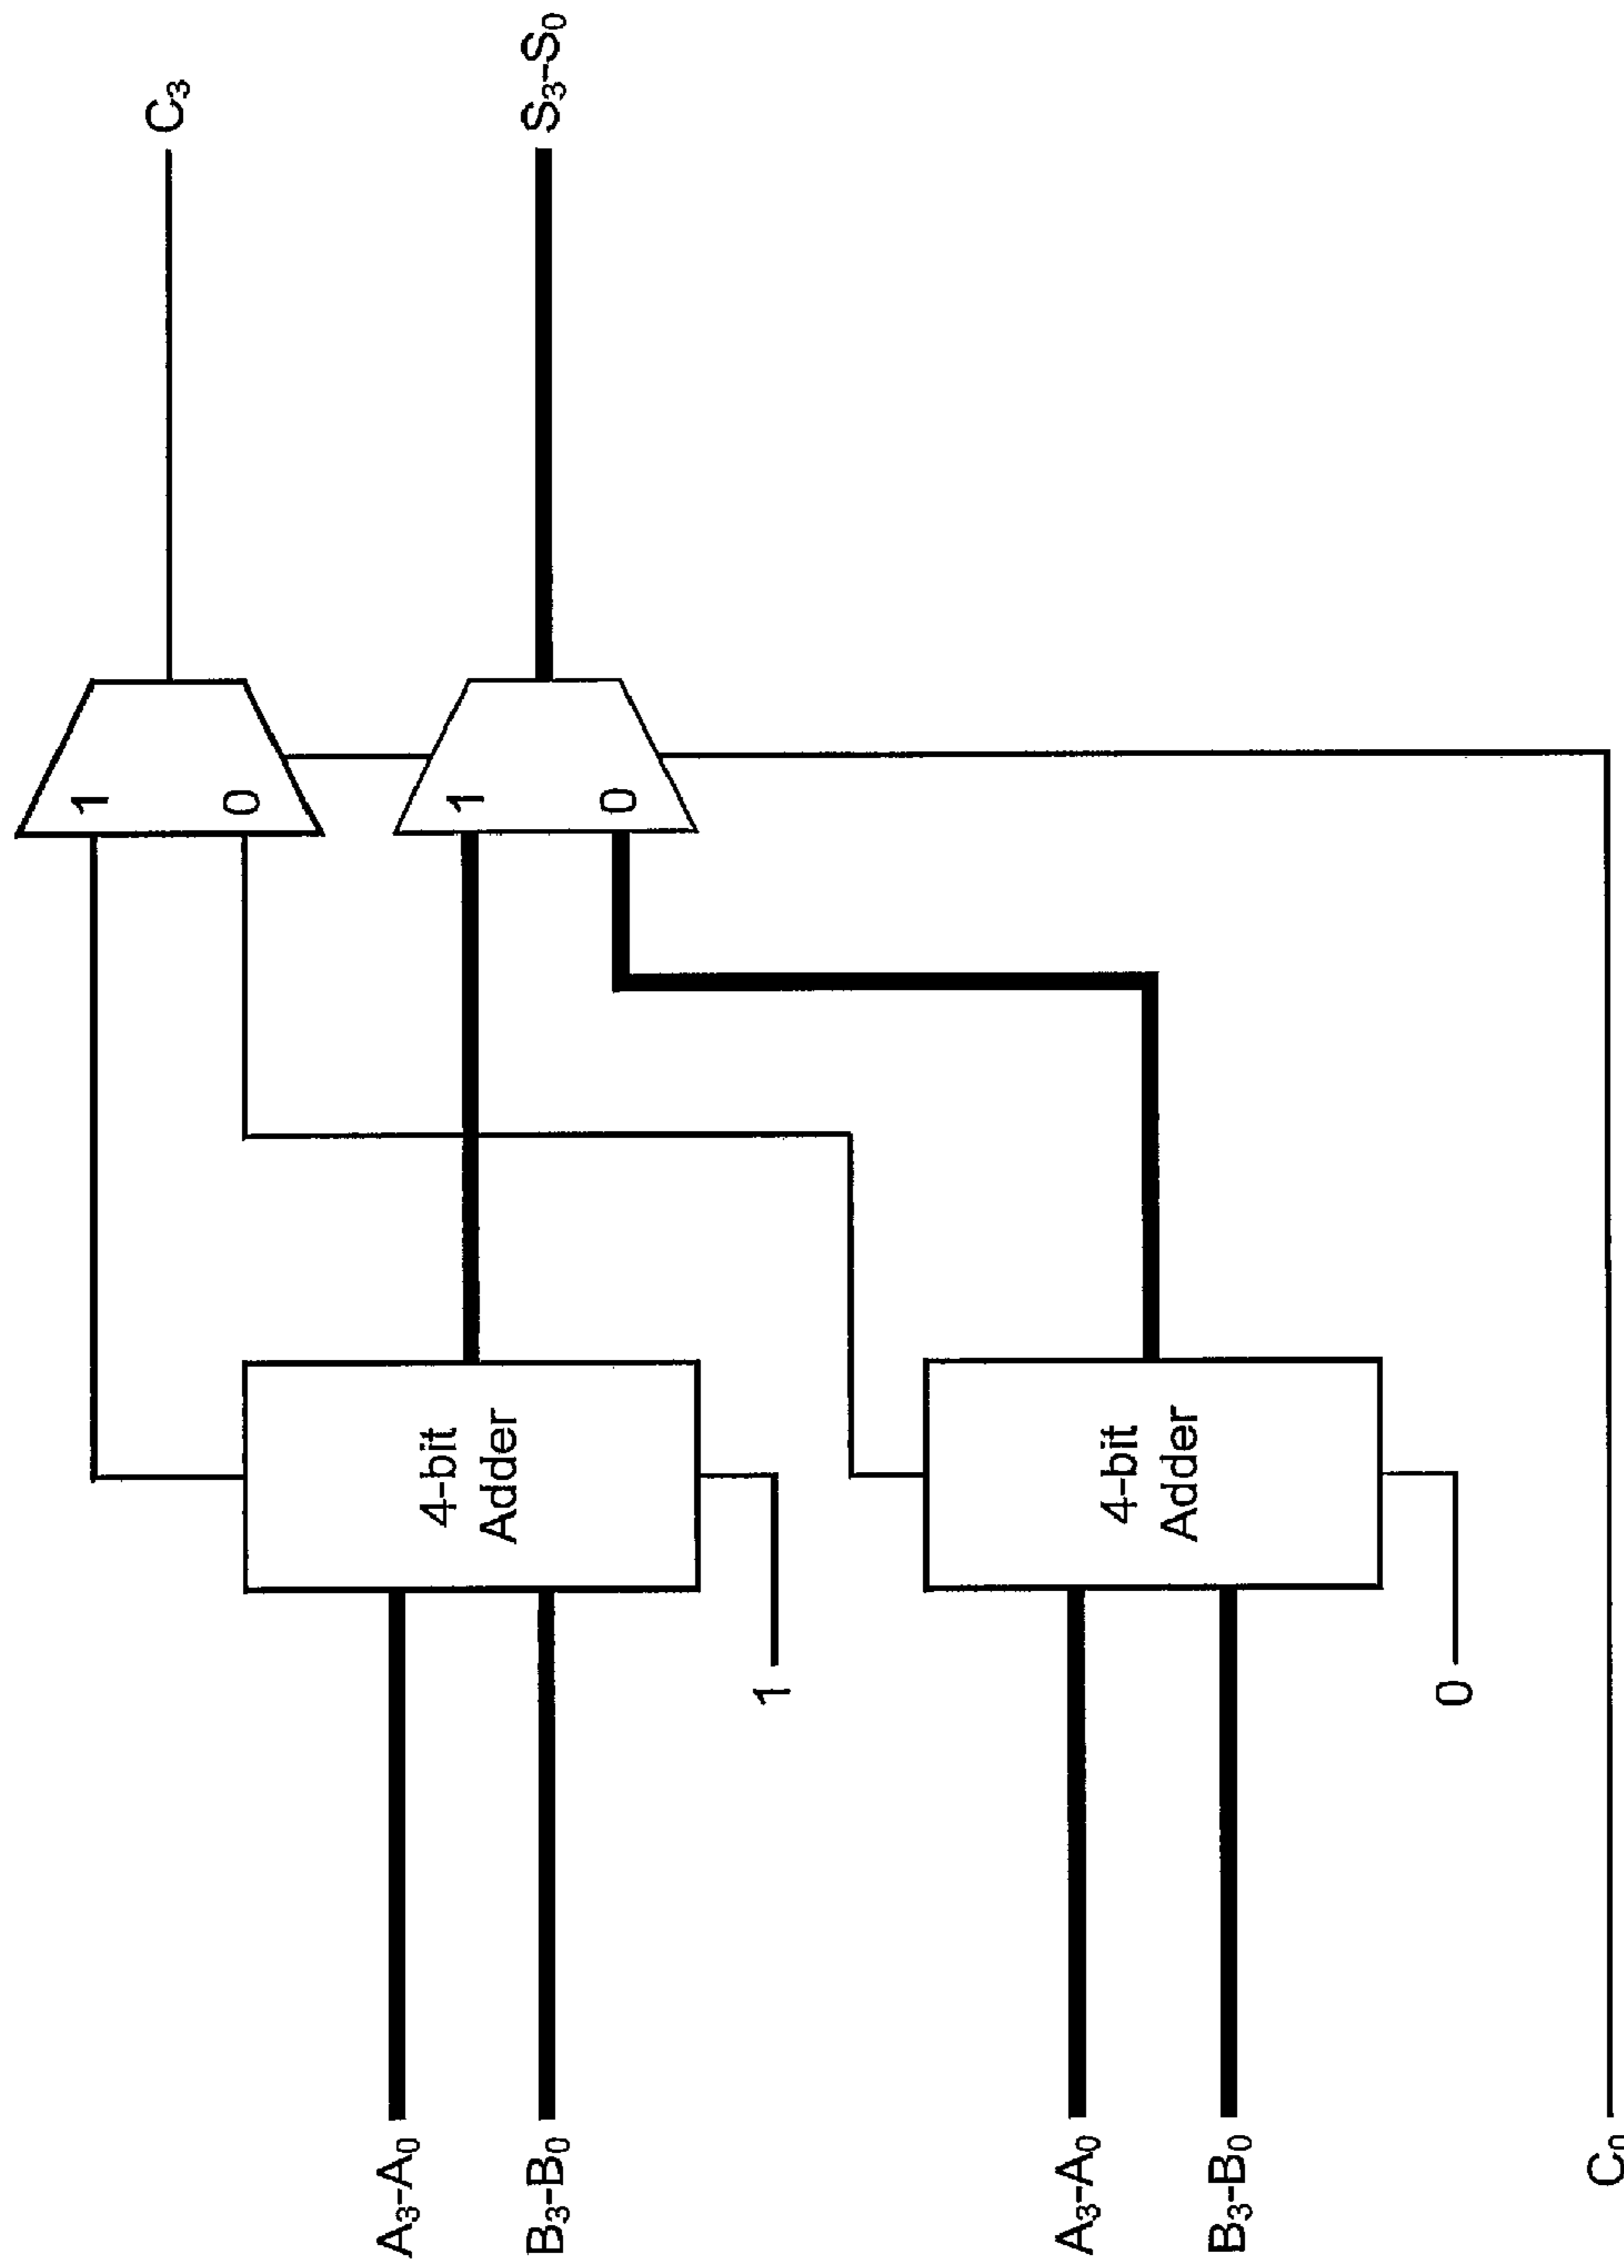 C₃
S₃-S₀
1
0
1
0
4-bit
Adder
1
4-bit
Adder
0
A₃-A₀
B₃-B₀
A₃-A₀
B₃-B₀
C₀